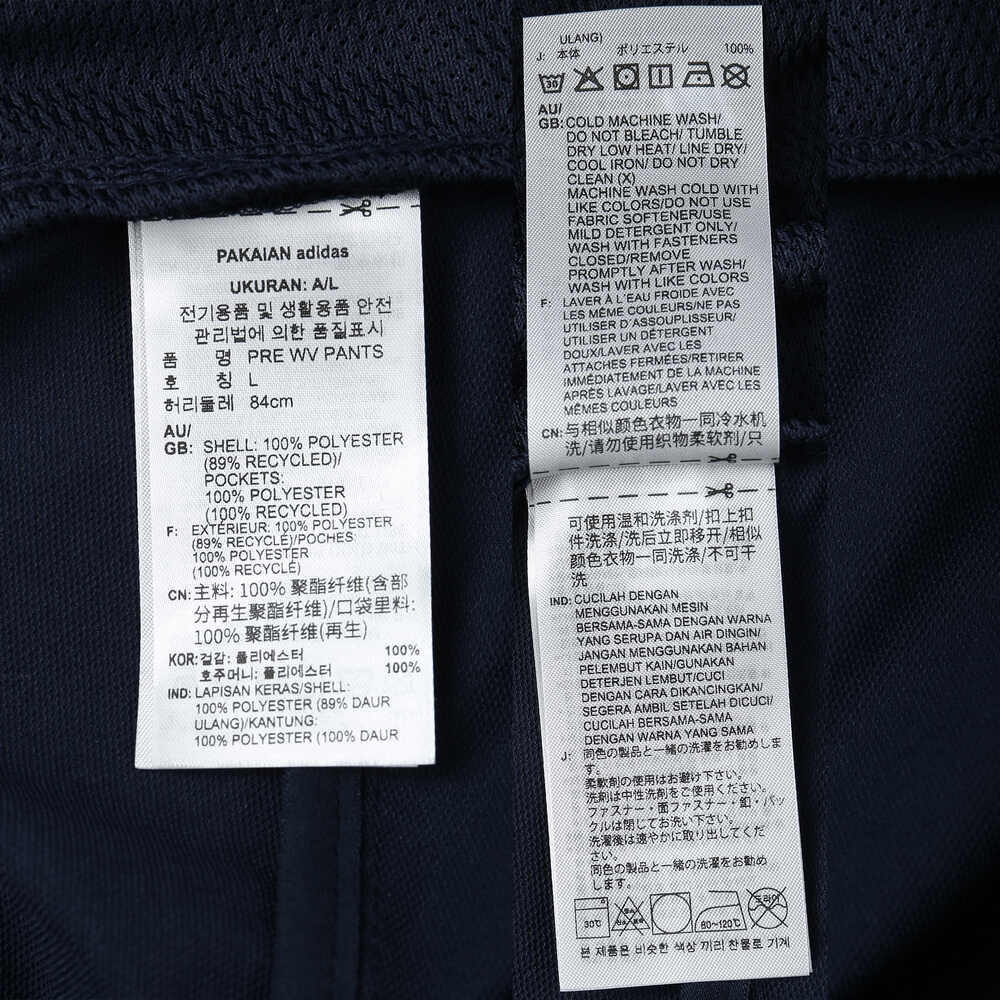 PAKAIAN adidas
UKURAN: A/L
전기용품 및 생활용품 안전
관리법에 의한 품질표시
품 명 PRE WV PANTS
호 칭 L
허리둘레 84cm
AU/
GB: SHELL: 100% POLYESTER
(89% RECYCLED)/
POCKETS:
100% POLYESTER
(100% RECYCLED)
F: EXTÉRIEUR: 100% POLYESTER
(89% RECYCLÉ)/POCHES:
100% POLYESTER
(100% RECYCLÉ)
CN: 主料: 100% 聚酯纤维(含部
分再生聚酯纤维)/口袋里料:
100% 聚酯纤维(再生)
KOR: 겉감: 폴리에스터 100%
호주머니: 폴리에스터 100%
IND: LAPISAN KERAS/SHELL:
100% POLYESTER (89% DAUR
ULANG)/KANTUNG:
100% POLYESTER (100% DAUR
ULANG)
J: 本体 ポリエステル 100%
30
AU/
GB: COLD MACHINE WASH/
DO NOT BLEACH/ TUMBLE
DRY LOW HEAT/ LINE DRY/
COOL IRON/ DO NOT DRY
CLEAN (X)
MACHINE WASH COLD WITH
LIKE COLORS/DO NOT USE
FABRIC SOFTENER/USE
MILD DETERGENT ONLY/
WASH WITH FASTENERS
CLOSED/REMOVE
PROMPTLY AFTER WASH/
WASH WITH LIKE COLORS
F: LAVER À L'EAU FROIDE AVEC
LES MÊME COULEURS/NE PAS
UTILISER D'ASSOUPLISSEUR/
UTILISER UN DÉTERGENT
DOUX/LAVER AVEC LES
ATTACHES FERMÉES/RETIRER
IMMÉDIATEMENT DE LA MACHINE
APRÈS LAVAGE/LAVER AVEC LES
MÊMES COULEURS
CN: 与相似颜色衣物一同冷水机
洗/请勿使用织物柔软剂/只
可使用温和洗涤剂/扣上扣
件洗涤/洗后立即移开/相似
颜色衣物一同洗涤/不可干
洗
IND: CUCILAH DENGAN
MENGGUNAKAN MESIN
BERSAMA-SAMA DENGAN WARNA
YANG SERUPA DAN AIR DINGIN/
JANGAN MENGGUNAKAN BAHAN
PELEMBUT KAIN/GUNAKAN
DETERJEN LEMBUT/CUCI
DENGAN CARA DIKANCINGKAN/
SEGERA AMBIL SETELAH DICUCI/
CUCILAH BERSAMA-SAMA
DENGAN WARNA YANG SAMA
J: 同色の製品と一緒の洗濯をお勧めしま
す。
柔軟剤の使用はお避け下さい。
洗剤は中性洗剤をご使用ください。
ファスナー・面ファスナー・釦・バッ
クルは閉じてお洗い下さい。
洗濯後は速やかに取り出してくだ
さい。
同色の製品と一緒の洗濯をお勧め
します。
30℃ 80~120℃ 드라이
본 제품은 비슷한 색상 끼리 찬물로 기계